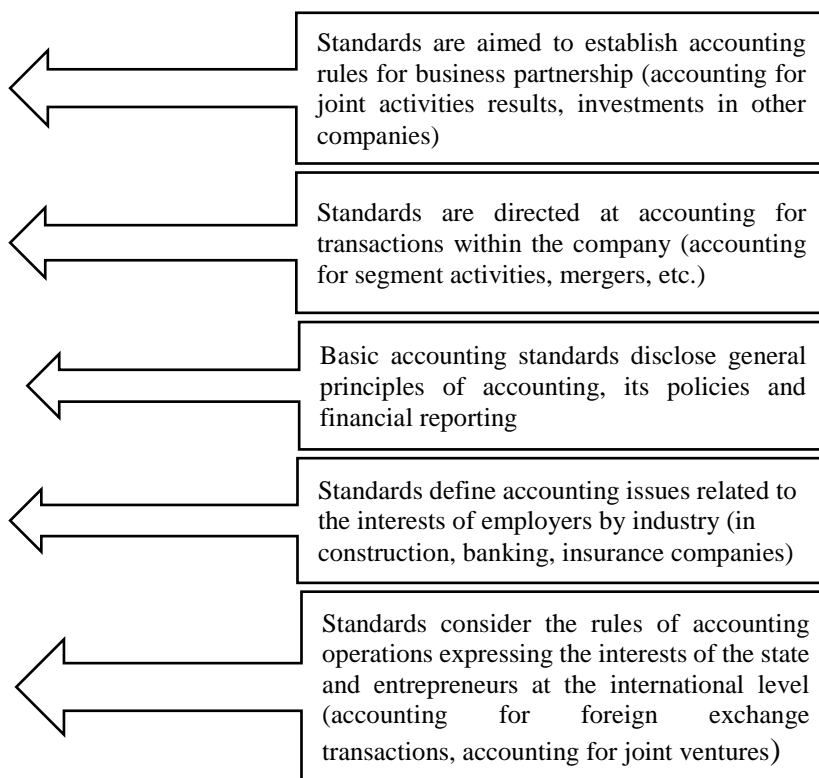 Standards are aimed to establish accounting
rules for business partnership (accounting for
joint activities results, investments in other
companies)
Standards are directed at accounting for
transactions within the company (accounting
for segment activities, mergers, etc.)
Basic accounting standards disclose general
principles of accounting, its policies and
financial reporting
Standards define accounting issues related to
the interests of employers by industry (in
construction, banking, insurance companies)
Standards consider the rules of accounting
operations expressing the interests of the state
and entrepreneurs at the international level
(accounting for foreign exchange
transactions, accounting for joint ventures)